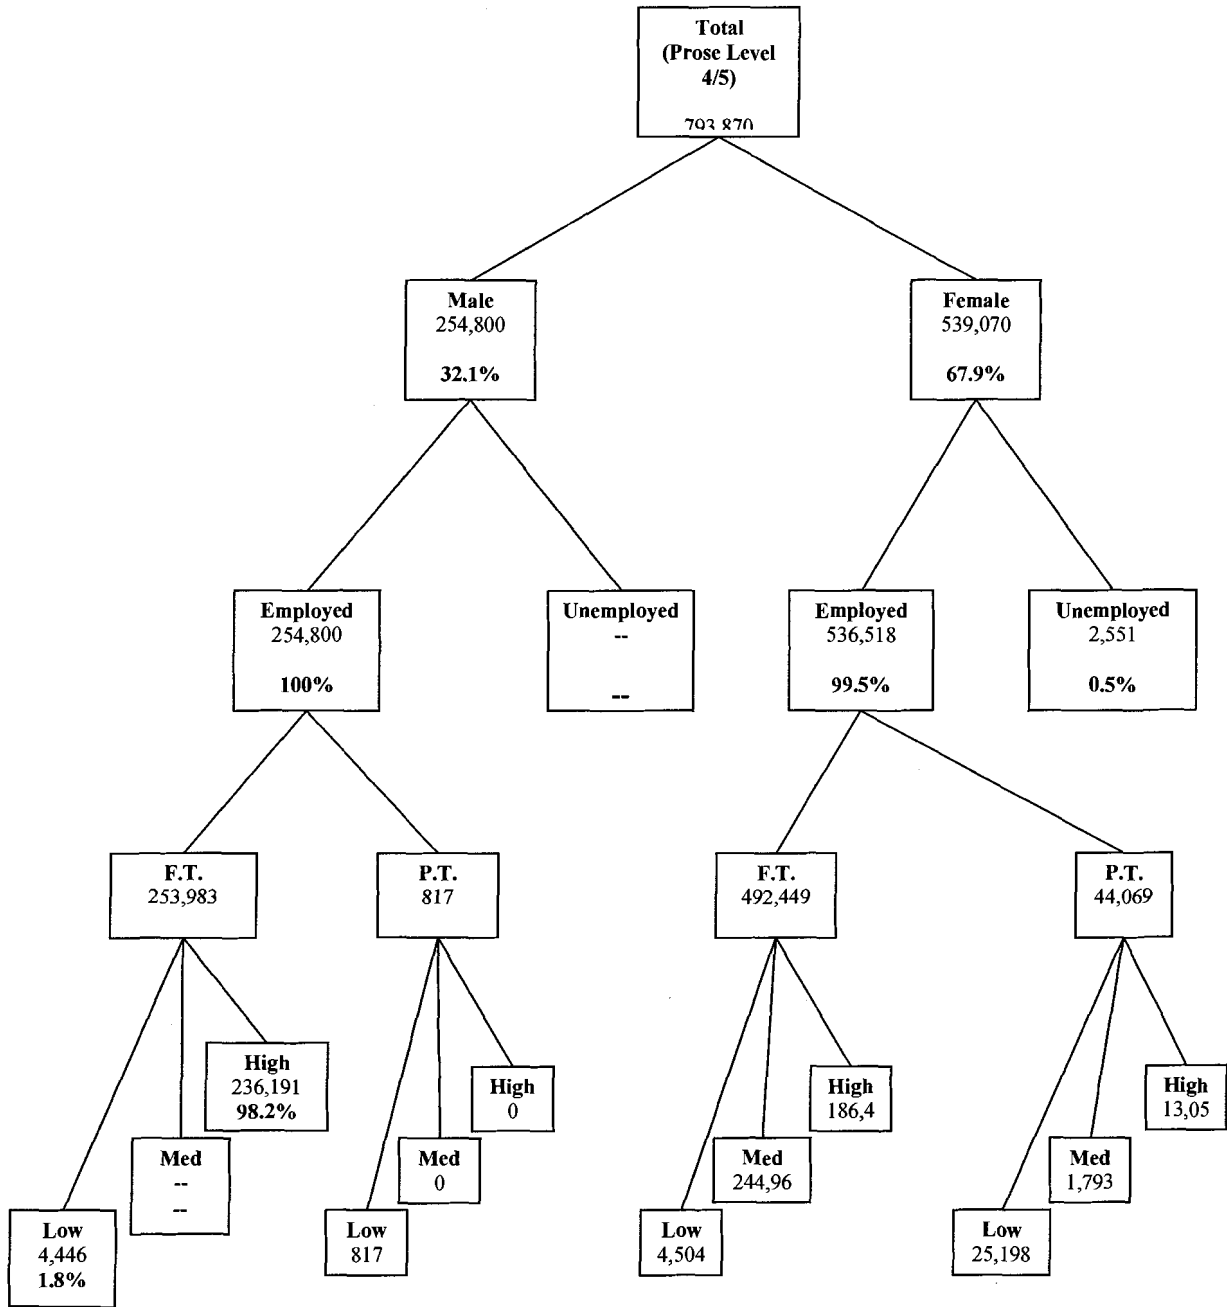 Total
(Prose Level
4/5)
793,870
Male
254,800
32.1%
Female
539,070
67.9%
Employed
254,800
100%
Unemployed
--
--
Employed
536,518
99.5%
Unemployed
2,551
0.5%
F.T.
253,983
P.T.
817
F.T.
492,449
P.T.
44,069
High
236,191
98.2%
Med
--
--
Low
4,446
1.8%
High
0
Med
0
Low
817
High
186,4
Med
244,96
Low
4,504
High
13,05
Med
1,793
Low
25,198